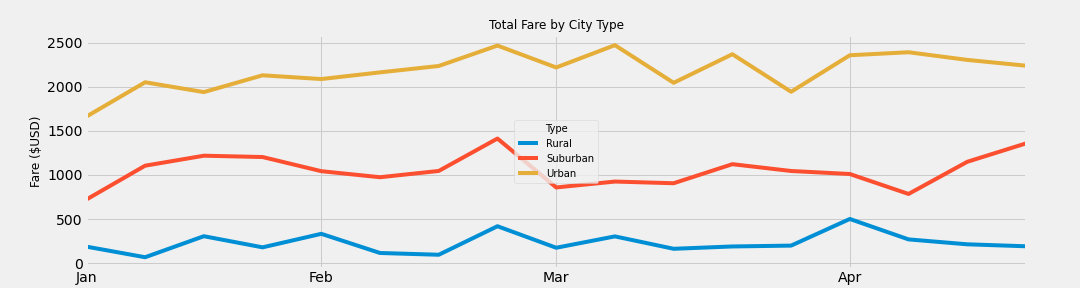 Total Fare by City Type
2500
2000
1500
1000
500
0
Fare ($USD)
Type
Rural
Suburban
Urban
Jan Feb Mar Apr